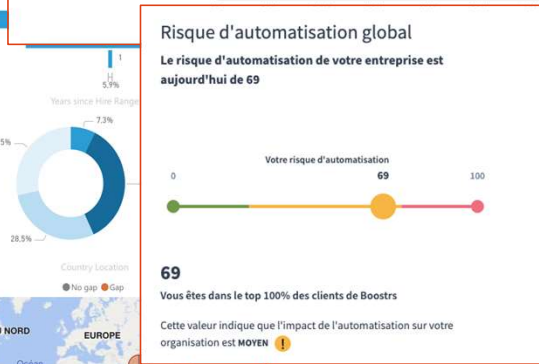 1
5,9%
Years since Hire Range
7,3%
5%
28,5%
Country Location
No gap Gap
NORD
EUROPE
Océan
Risque d'automatisation global
Le risque d'automatisation de votre entreprise est
aujourd'hui de 69
Votre risque d'automatisation
0 69 100
69
Vous êtes dans le top 100% des clients de Boostrs
Cette valeur indique que l'impact de l'automatisation sur votre
organisation est MOYEN !